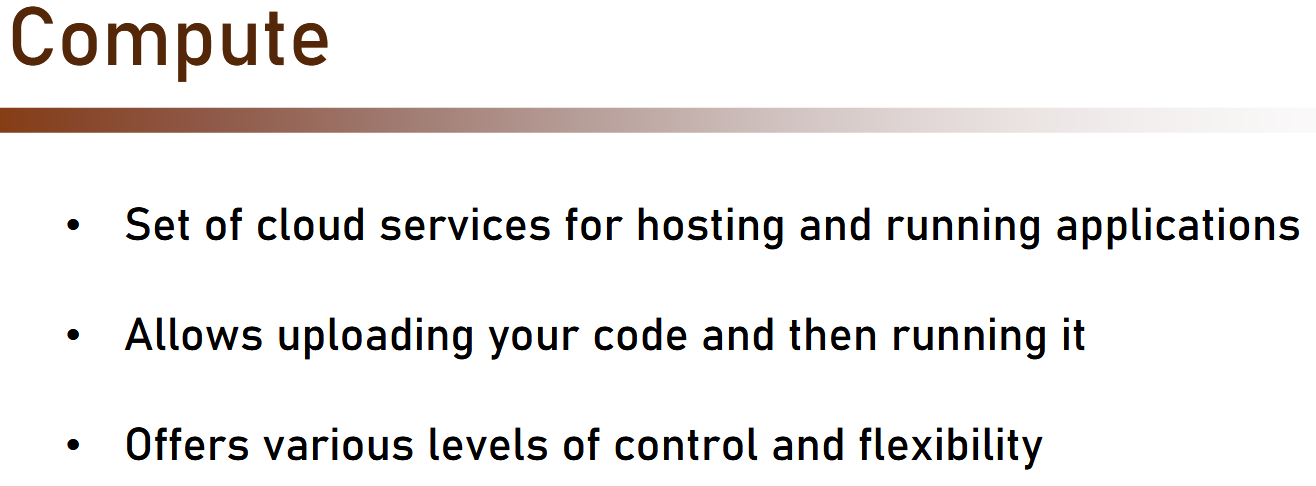 Compute
• Set of cloud services for hosting and running applications
• Allows uploading your code and then running it
• Offers various levels of control and flexibility